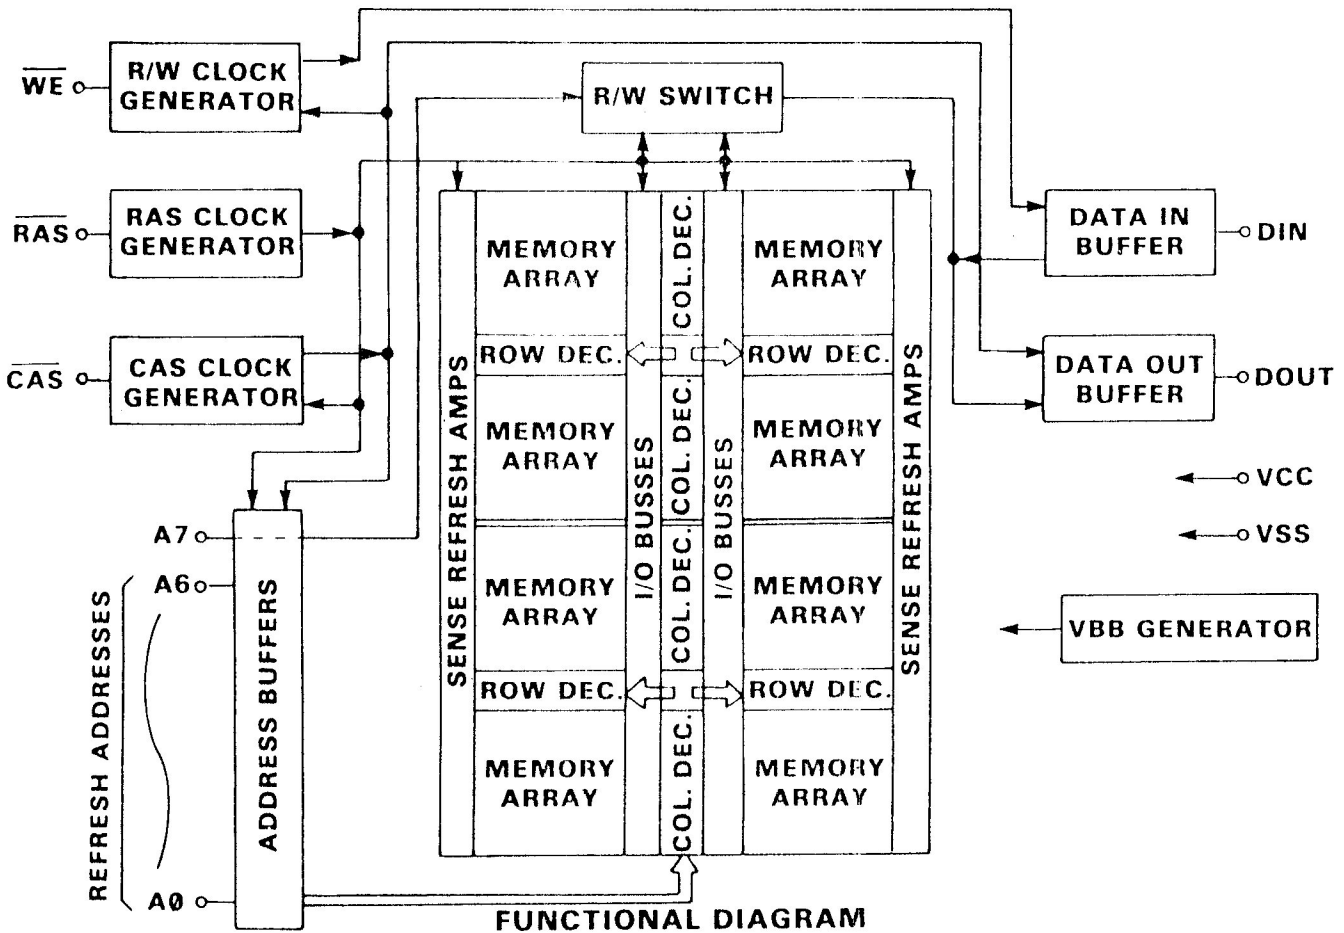 WE
R/W CLOCK
GENERATOR
R/W SWITCH
RAS
RAS CLOCK
GENERATOR
DATA IN
BUFFER
DIN
CAS
CAS CLOCK
GENERATOR
DATA OUT
BUFFER
DOUT
SENSE REFRESH AMPS
MEMORY
ARRAY
ROW DEC.
MEMORY
ARRAY
MEMORY
ARRAY
ROW DEC.
MEMORY
ARRAY
I/O BUSSES
COL. DEC.
COL. DEC.
COL. DEC.
COL. DEC.
I/O BUSSES
MEMORY
ARRAY
ROW DEC.
MEMORY
ARRAY
MEMORY
ARRAY
ROW DEC.
MEMORY
ARRAY
SENSE REFRESH AMPS
VCC
VSS
VBB GENERATOR
A7
A6
A0
REFRESH ADDRESSES
ADDRESS BUFFERS
FUNCTIONAL DIAGRAM